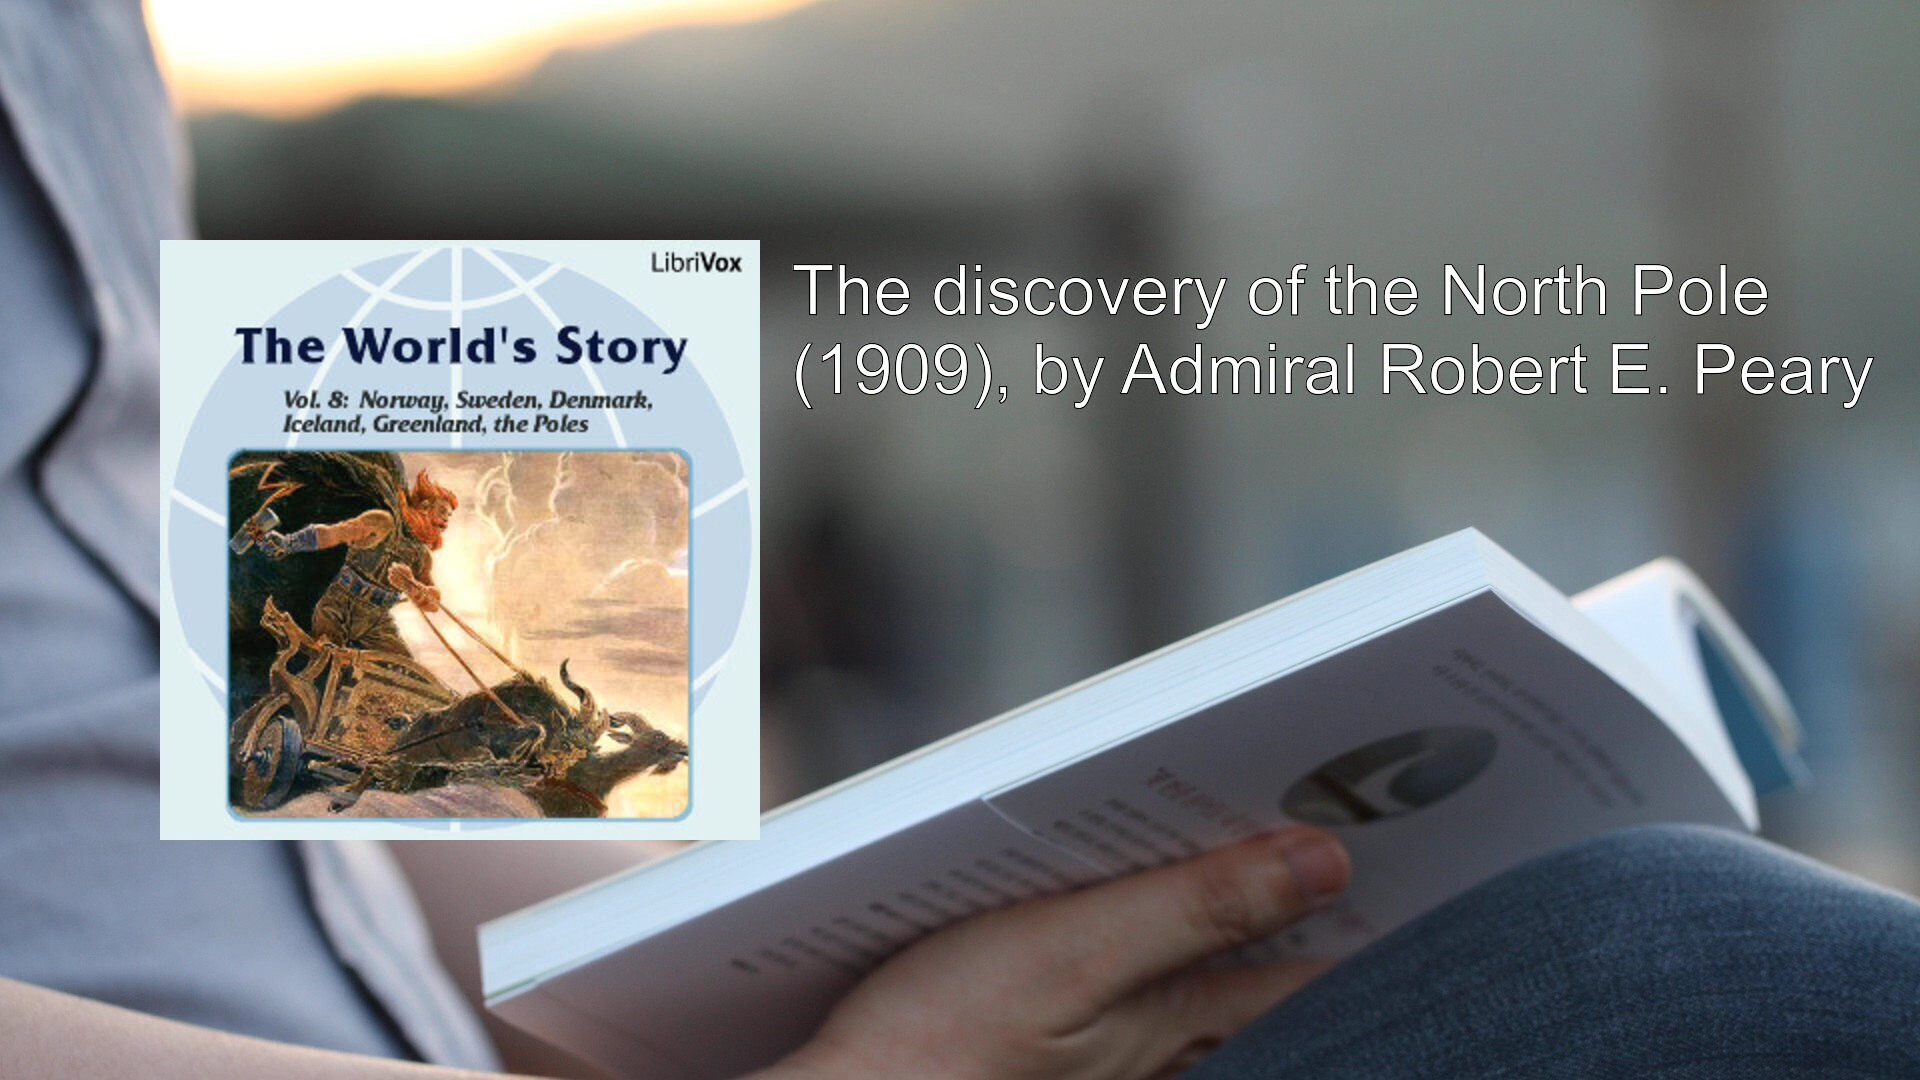 LibriVox
The World's Story
Vol. 8: Norway, Sweden, Denmark,
Iceland, Greenland, the Poles
The discovery of the North Pole
(1909), by Admiral Robert E. Peary